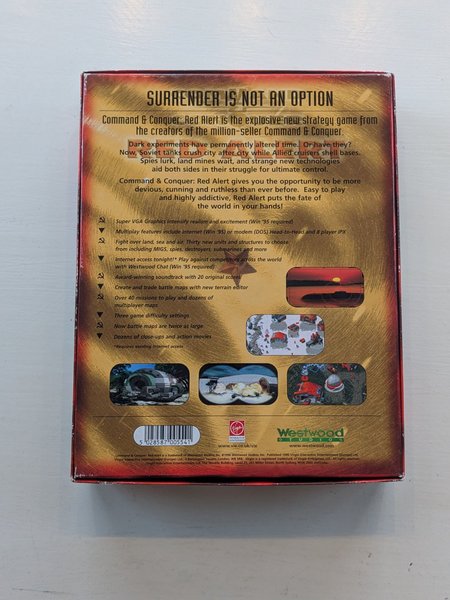 SURRENDER IS NOT AN OPTION
Command & Conquer: Red Alert is the explosive new strategy game from
the creators of the million-seller Command & Conquer
Dark experiments have permanently altered time. Or have they?
Now, Soviet tanks crush city after city while Allied cruisers shell bases.
Spies lurk, land mines wait, and strange new technologies
aid both sides in their struggle for ultimate control.
Command & Conquer: Red Alert gives you the opportunity to be more
devious, cunning and ruthless than ever before. Easy to play
and highly addictive, Red Alert puts the fate of
the world in your hands!
Super VGA Graphics intensify realism and excitement (Win '95 required)
Multiplay features include Internet (Win '95) or modem (DOS) Head-to-Head and 8 player IPX
Fight over land, sea and air. Thirty new units and structures to choose
from including MIGS, spies, destroyers, submarines and more
Internet access tonight!* Play against competitors across the world
with Westwood Chat (Win '95 required)
Award-winning soundtrack with 20 original scores
Create and trade battle maps with new terrain editor
Over 40 missions to play and dozens of
multiplayer maps
Three game difficulty settings
Now battle maps are twice as large
Dozens of close-ups and action movies
*Requires existing Internet access
5 028587 005541
Virgin
www.vie.co.uk/vie
Westwood
STUDIOS
www.westwood.com